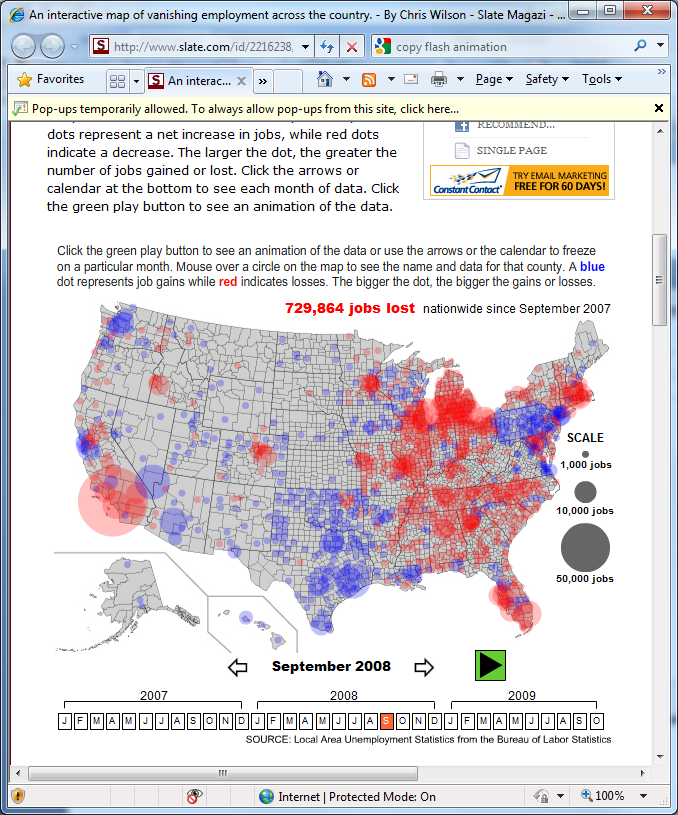 An interactive map of vanishing employment across the country. - By Chris Wilson - Slate Magazi - ...
http://www.slate.com/id/2216238,
copy flash animation
Favorites
An interac...
»
Page
Safety
Tools
»
Pop-ups temporarily allowed. To always allow pop-ups from this site, click here...
dots represent a net increase in jobs, while red dots
indicate a decrease. The larger the dot, the greater the
number of jobs gained or lost. Click the arrows or
calendar at the bottom to see each month of data. Click
the green play button to see an animation of the data.
RECOMMEND...
SINGLE PAGE
Constant Contact
TRY EMAIL MARKETING
FREE FOR 60 DAYS!
Click the green play button to see an animation of the data or use the arrows or the calendar to freeze
on a particular month. Mouse over a circle on the map to see the name and data for that county. A blue
dot represents job gains while red indicates losses. The bigger the dot, the bigger the gains or losses.
729,864 jobs lost nationwide since September 2007
SCALE
1,000 jobs
10,000 jobs
50,000 jobs
September 2008
2007 2008 2009
J F M A M J J A S O N D J F M A M J J A S O N D J F M A M J J A S O
SOURCE: Local Area Unemployment Statistics from the Bureau of Labor Statistics
Internet | Protected Mode: On
100%